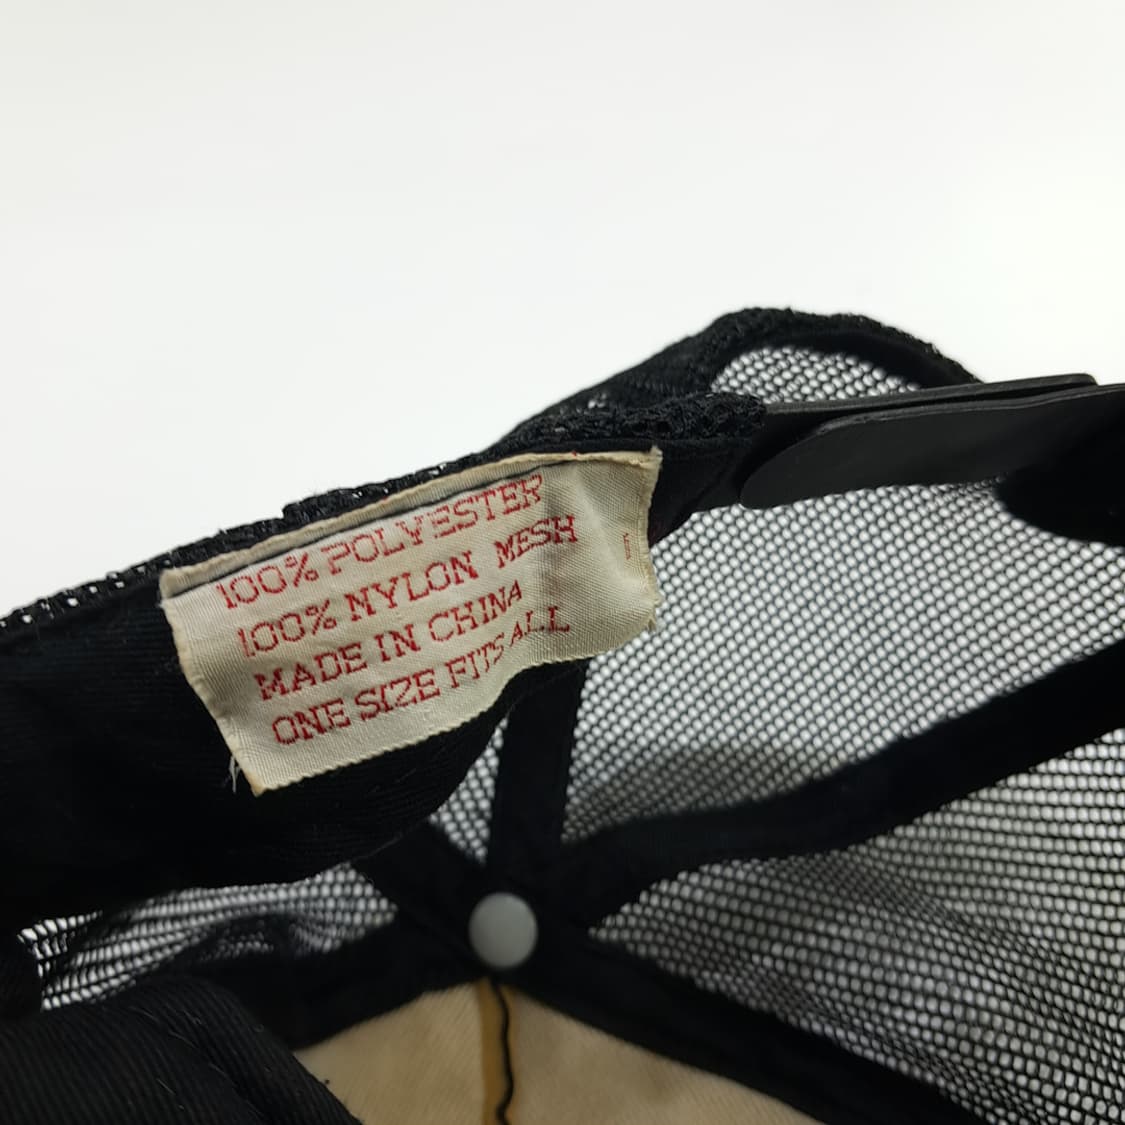 100% POLYESTER
100% NYLON MESH
MADE IN CHINA
ONE SIZE FITS ALL